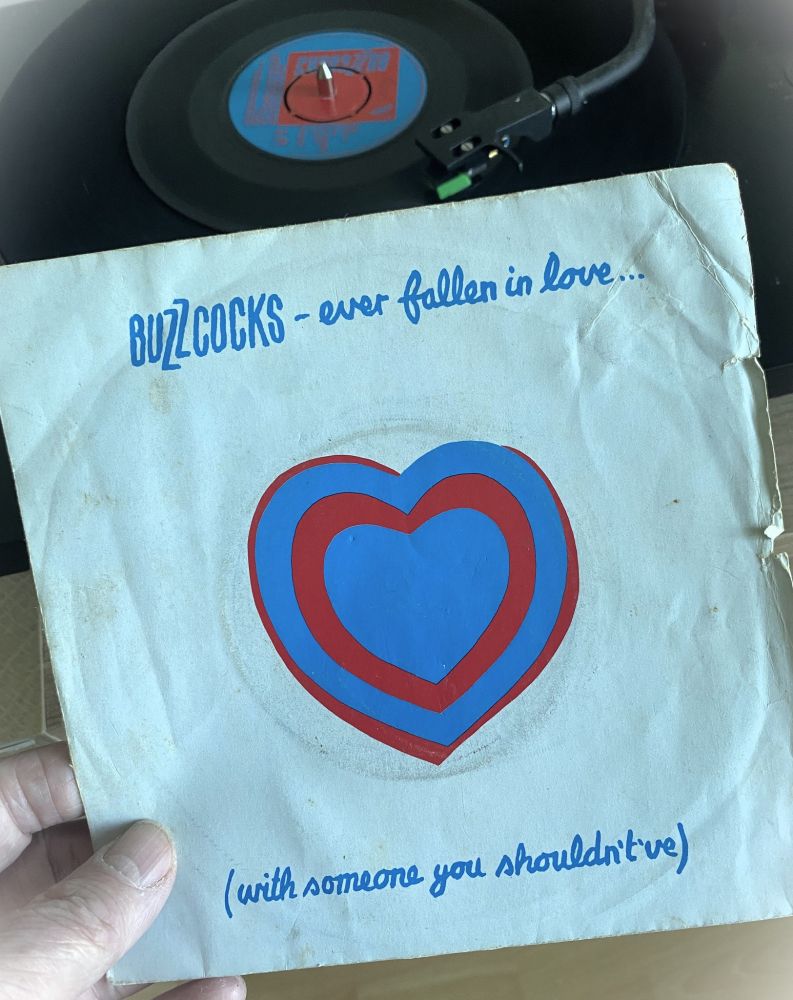 BUZZCOCKS - ever fallen in love...
(with someone you shouldn't've)